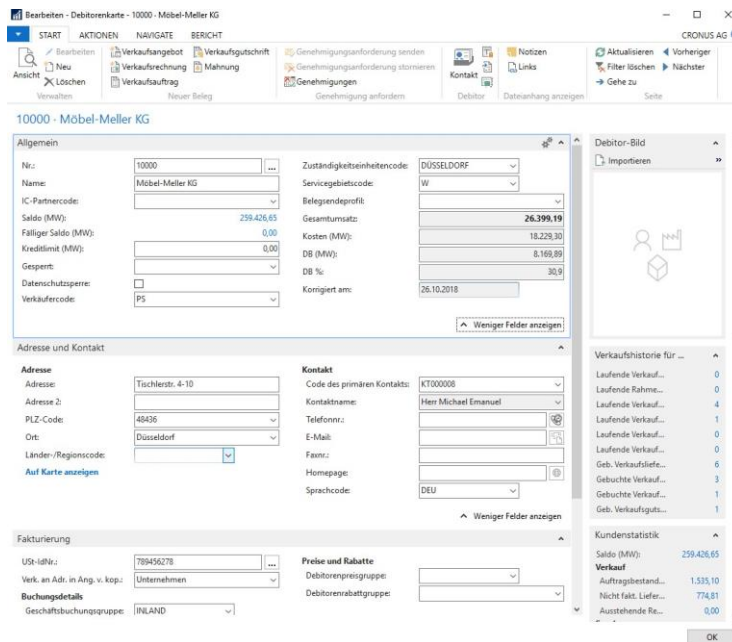 Bearbeiten - Debitorenkarte - 10000 · Möbel-Meller KG
START AKTIONEN NAVIGATE BERICHT CRONUS AG
Ansicht
Bearbeiten
Neu
Löschen
Verwalten
Verkaufsangebot Verkaufsgutschrift
Verkaufsrechnung Mahnung
Verkaufsauftrag
Neuer Beleg
Genehmigungsanforderung senden
Genehmigungsanforderung stornieren
Genehmigungen
Genehmigung anfordern
Kontakt
Debitor
Notizen
Links
Dateianhang anzeigen
Aktualisieren Vorheriger
Filter löschen Nächster
Gehe zu
Seite
10000 · Möbel-Meller KG
Allgemein
Nr.: 10000 ...
Name: Möbel-Meller KG
IC-Partnercode:
Saldo (MW): 259.426,65
Fälliger Saldo (MW): 0,00
Kreditlimit (MW): 0,00
Gesperrt:
Datenschutzsperre:
Verkäufercode: PS
Zuständigkeitseinheitencode: DÜSSELDORF
Servicegebietscode: W
Belegsendeprofil:
Gesamtumsatz: 26.399,19
Kosten (MW): 18.229,30
DB (MW): 8.169,89
DB %: 30,9
Korrigiert am: 26.10.2018
Weniger Felder anzeigen
Adresse und Kontakt
Adresse
Adresse: Tischlerstr. 4-10
Adresse 2:
PLZ-Code: 48436
Ort: Düsseldorf
Länder-/Regionscode:
Auf Karte anzeigen
Kontakt
Code des primären Kontakts: KT000008
Kontaktname: Herr Michael Emanuel
Telefonnr.:
E-Mail:
Faxnr.:
Homepage:
Sprachcode: DEU
Weniger Felder anzeigen
Fakturierung
USt-IdNr.: 789456278 ...
Verk. an Adr. in Ang. v. kop.: Unternehmen
Buchungsdetails
Geschäftsbuchungsgruppe: INLAND
Preise und Rabatte
Debitorenpreisgruppe:
Debitorenrabattgruppe:
Debitor-Bild
Importieren »
Verkaufshistorie für ...
Laufende Verkauf... 0
Laufende Rahme... 0
Laufende Verkauf... 4
Laufende Verkauf... 1
Laufende Verkauf... 0
Laufende Verkauf... 0
Geb. Verkaufsliefe... 6
Gebuchte Verkauf... 3
Gebuchte Verkauf... 1
Geb. Verkaufsguts... 1
Kundenstatistik
Saldo (MW): 259.426,65
Verkauf
Auftragsbestand... 1.535,10
Nicht fakt. Liefer... 774,81
Ausstehende Re... 0,00
OK